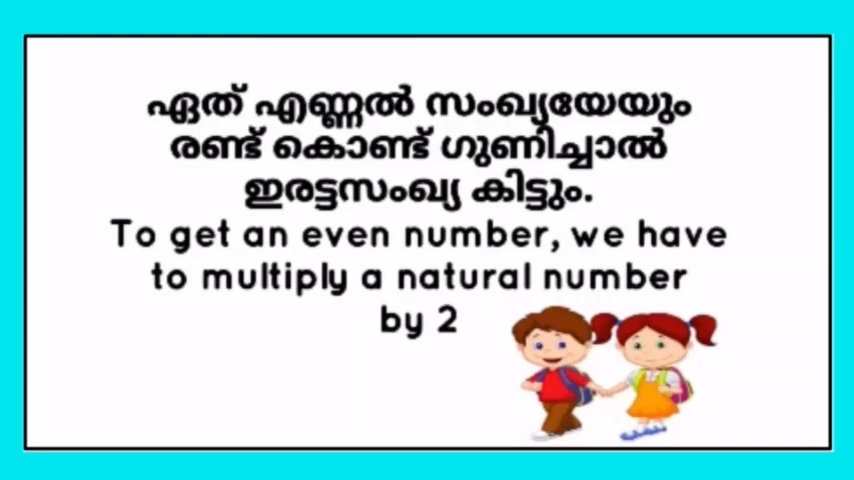 ഏത് എണ്ണൽ സംഖ്യയേയും
രണ്ട് കൊണ്ട് ഗുണിച്ചാൽ
ഇരട്ടസംഖ്യ കിട്ടും.
To get an even number, we have
to multiply a natural number
by 2